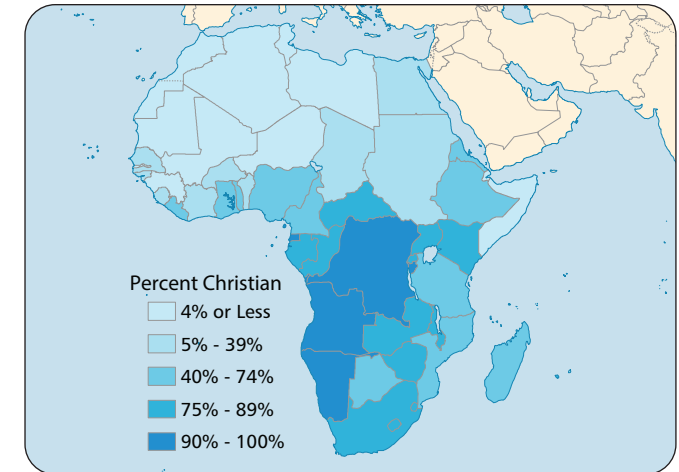 Percent Christian
4% or Less
5% - 39%
40% - 74%
75% - 89%
90% - 100%